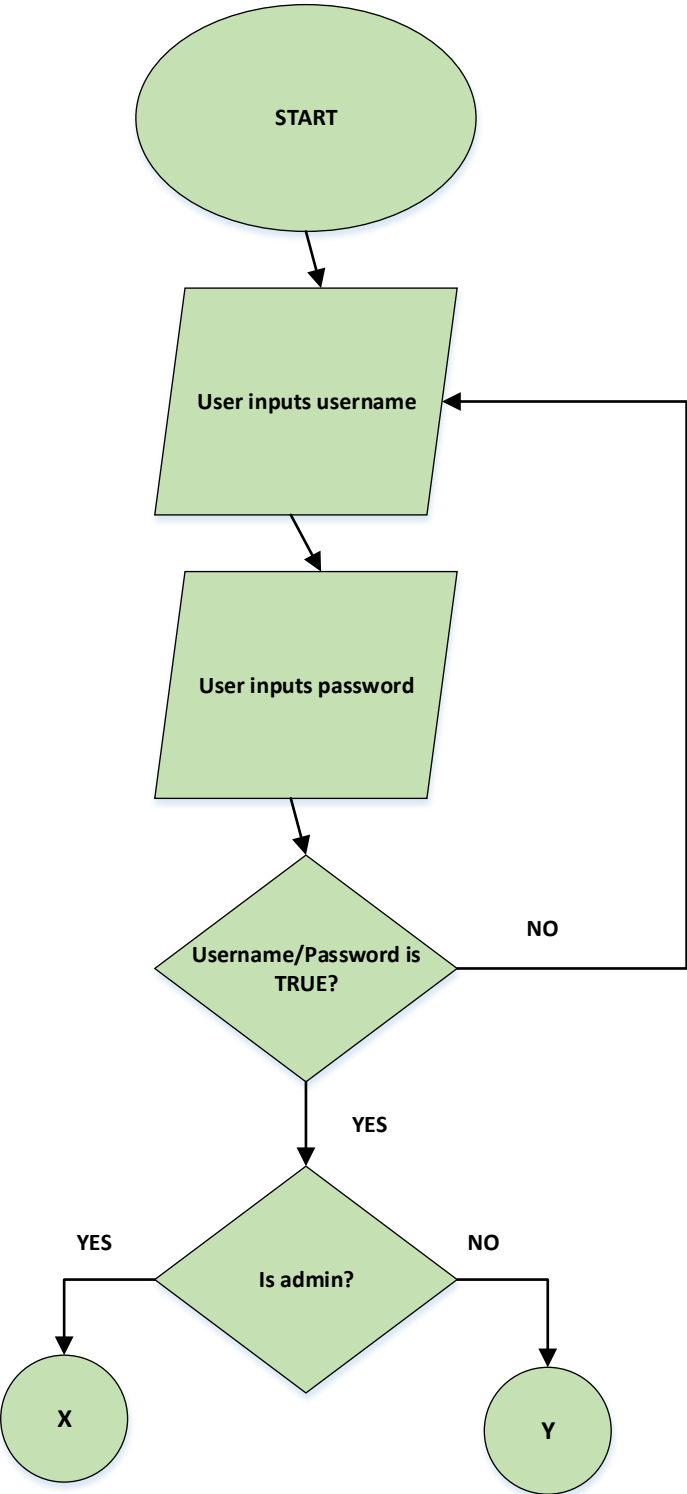 START
User inputs username
User inputs password
Username/Password is
TRUE?
NO
YES
Is admin?
YES
NO
X
Y